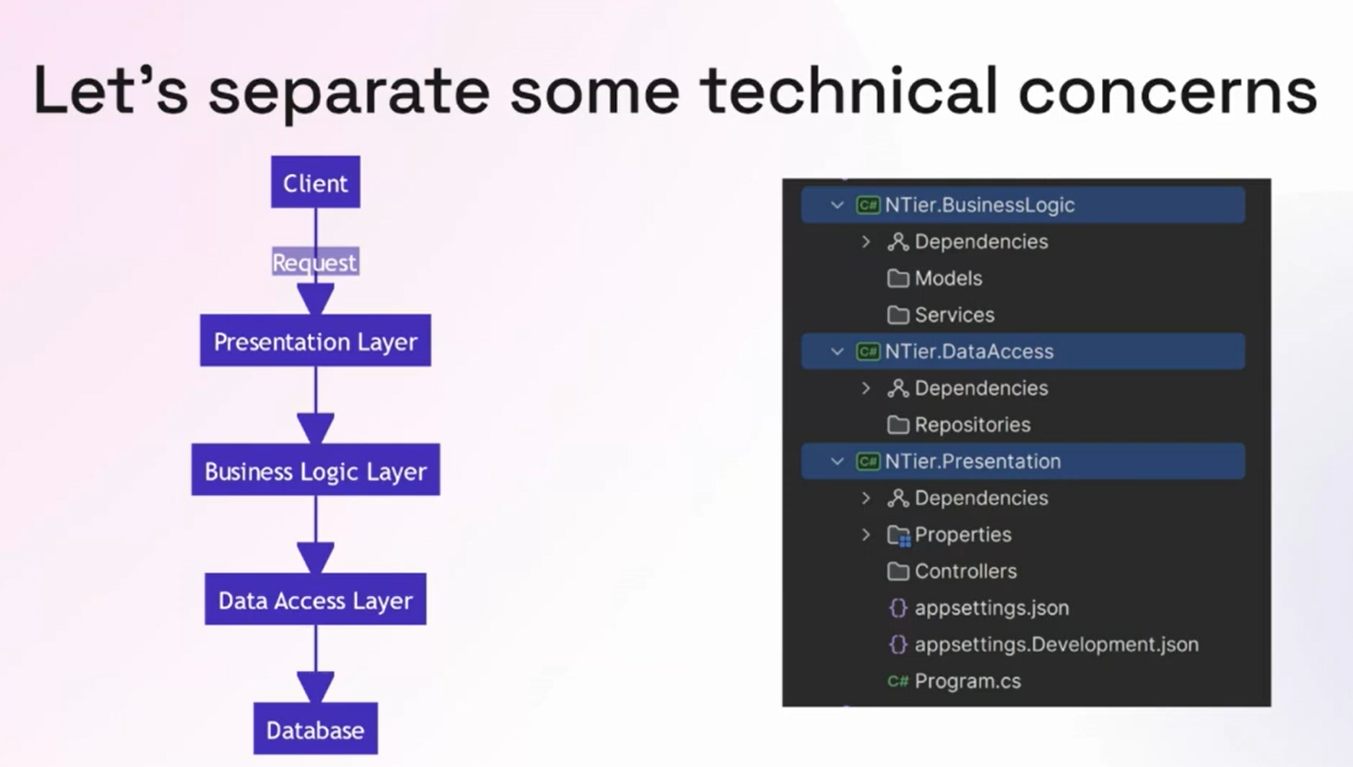 Let's separate some technical concerns
Client
Request
Presentation Layer
Business Logic Layer
Data Access Layer
Database
C# NTier.BusinessLogic
Dependencies
Models
Services
C# NTier.DataAccess
Dependencies
Repositories
C# NTier.Presentation
Dependencies
Properties
Controllers
{} appsettings.json
{} appsettings.Development.json
C# Program.cs